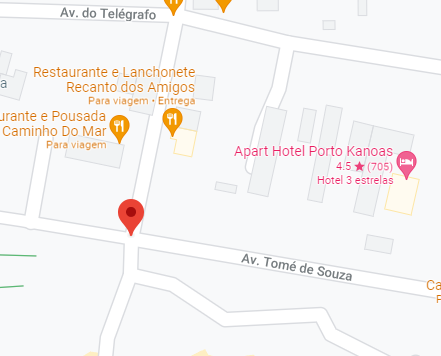 Av. do Telégrafo
Restaurante e Lanchonete
Recanto dos Amigos
Para viagem • Entrega
a
urante e Pousada
Caminho Do Mar
Para viagem
Apart Hotel Porto Kanoas
4.5 ★ (705)
Hotel 3 estrelas
Av. Tomé de Souza
Ca